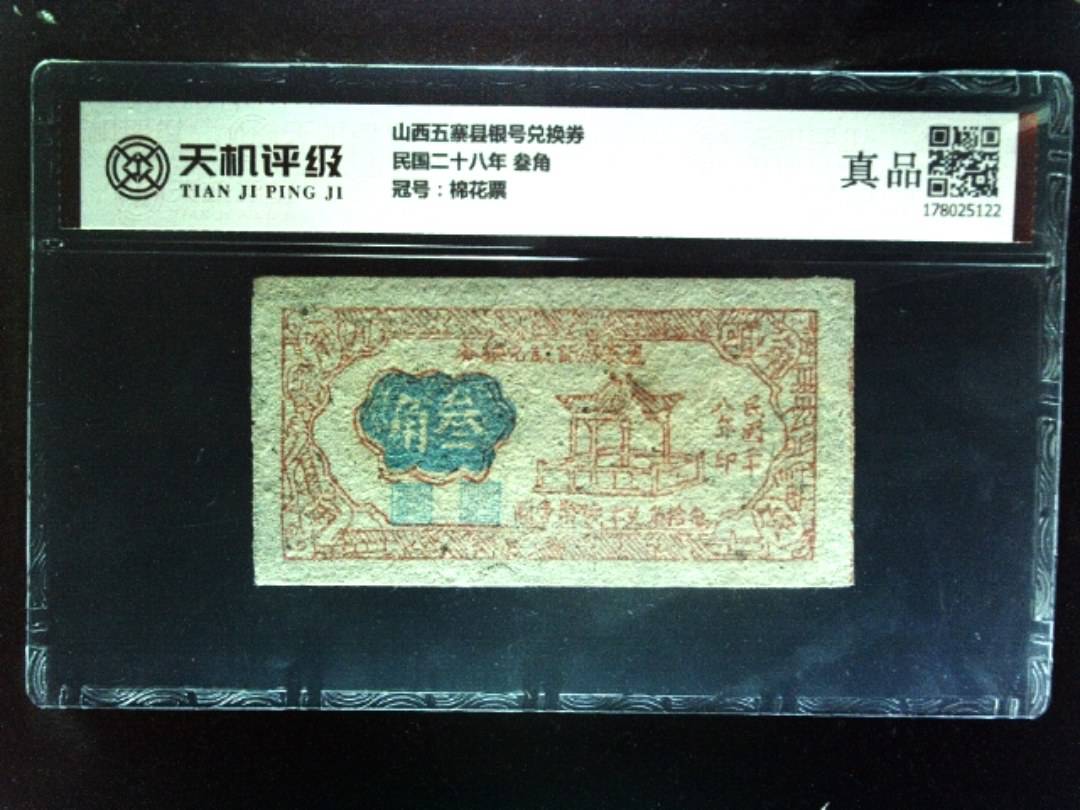 天机评级
TIAN JI PING JI
山西五寨县银号兑换券
民国二十八年 叁角
冠号：棉花票
真品
178025122
叁角
民国二十
八年印